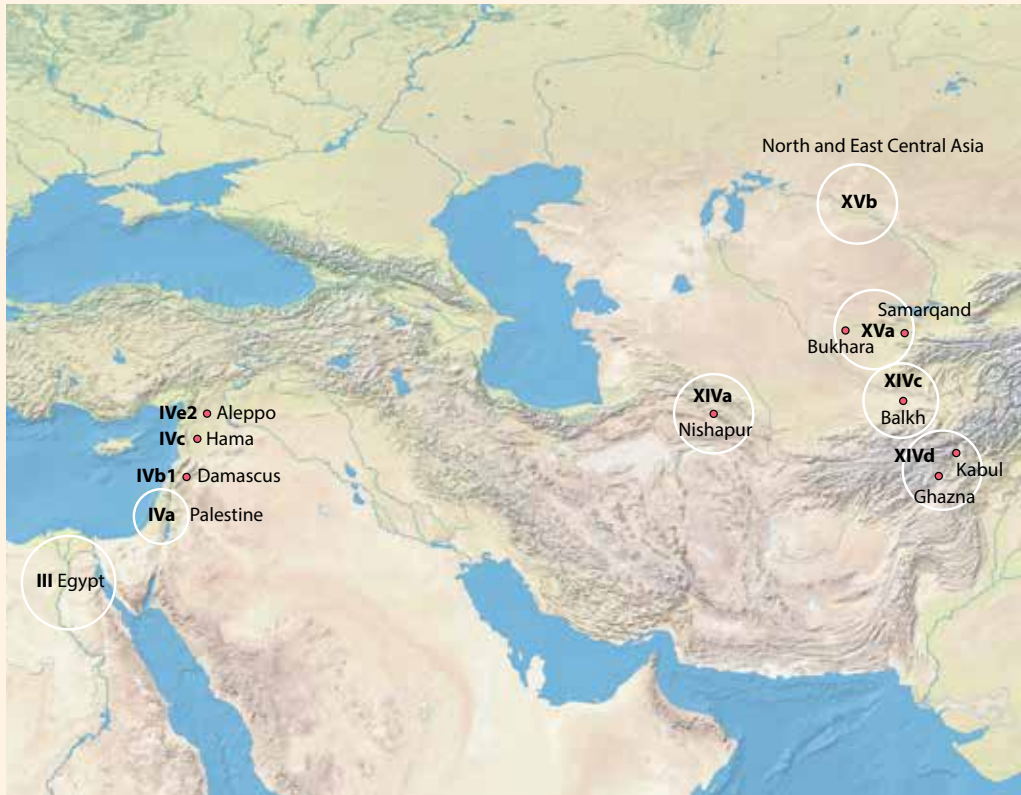 North and East Central Asia
XVb
Samarqand
XVa
Bukhara
XIVc
Balkh
XIVa
Nishapur
XIVd
Kabul
Ghazna
IVe2 Aleppo
IVc Hama
IVb1 Damascus
IVa Palestine
III Egypt